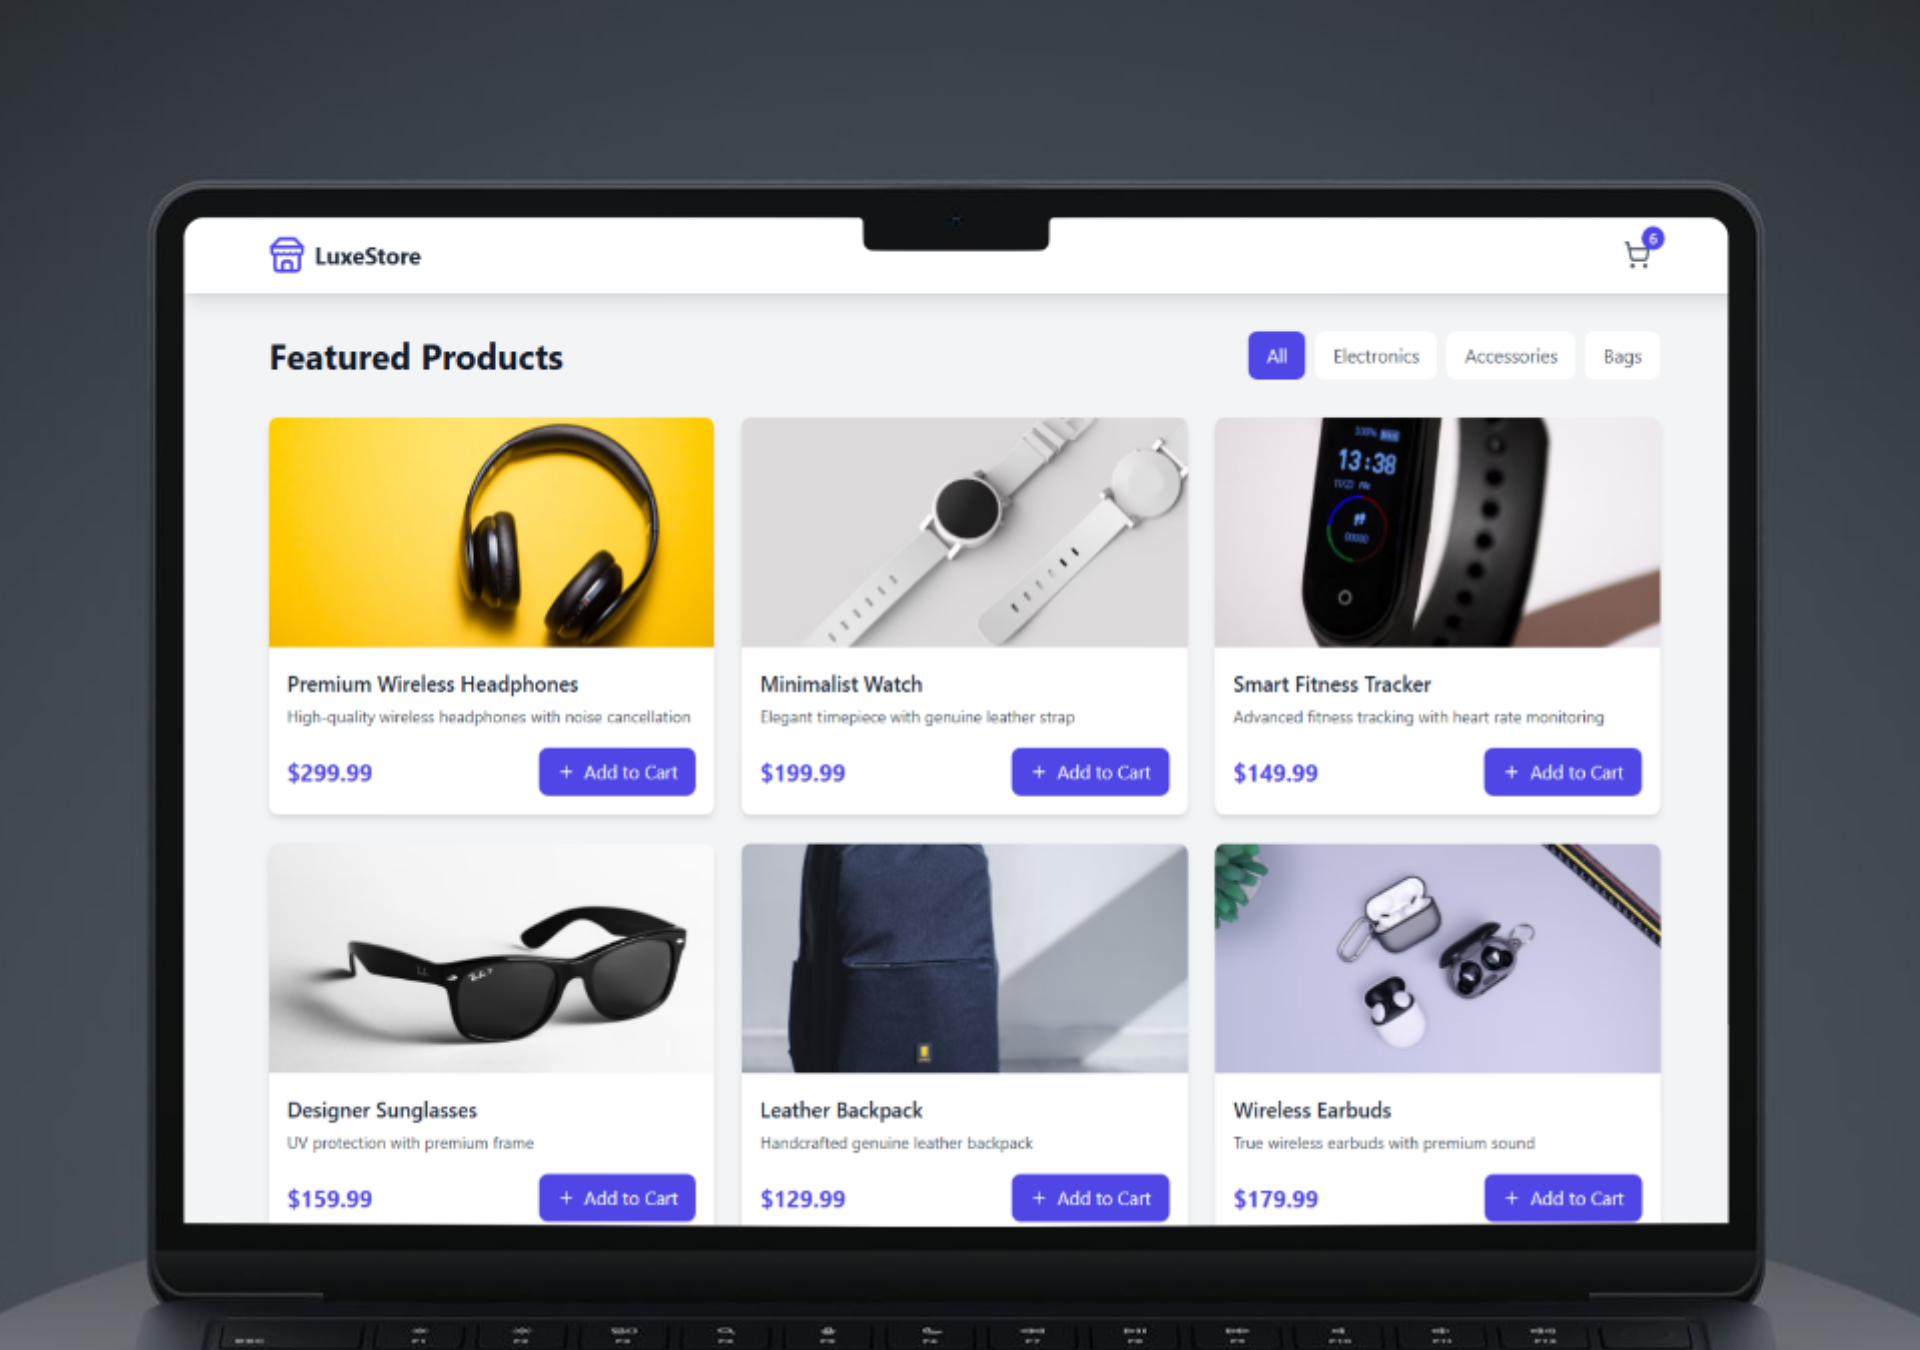 LuxeStore
6
Featured Products
All
Electronics
Accessories
Bags
13:38
Premium Wireless Headphones
High-quality wireless headphones with noise cancellation
$299.99
+ Add to Cart
Minimalist Watch
Elegant timepiece with genuine leather strap
$199.99
+ Add to Cart
Smart Fitness Tracker
Advanced fitness tracking with heart rate monitoring
$149.99
+ Add to Cart
Designer Sunglasses
UV protection with premium frame
$159.99
+ Add to Cart
Leather Backpack
Handcrafted genuine leather backpack
$129.99
+ Add to Cart
Wireless Earbuds
True wireless earbuds with premium sound
$179.99
+ Add to Cart